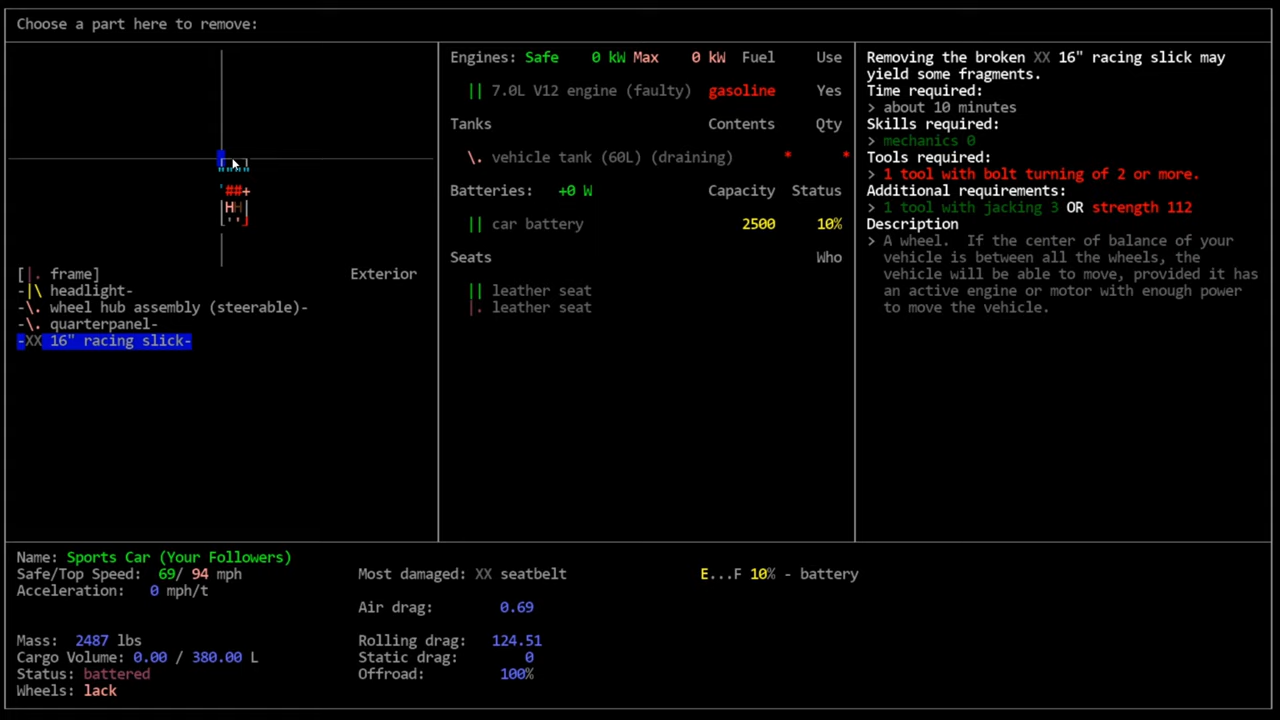 Choose a part here to remove:
[|. frame] Exterior
-|\ headlight-
-\. wheel hub assembly (steerable)-
-\. quarterpanel-
-XX 16" racing slick-
Engines: Safe 0 kW Max 0 kW Fuel Use
|| 7.0L V12 engine (faulty) gasoline Yes
Tanks Contents Qty
\. vehicle tank (60L) (draining) * *
Batteries: +0 W Capacity Status
|| car battery 2500 10%
Seats Who
|| leather seat
|. leather seat
Removing the broken XX 16" racing slick may
yield some fragments.
Time required:
> about 10 minutes
Skills required:
> mechanics 0
Tools required:
> 1 tool with bolt turning of 2 or more.
Additional requirements:
> 1 tool with jacking 3 OR strength 112
Description
> A wheel. If the center of balance of your
vehicle is between all the wheels, the
vehicle will be able to move, provided it has
an active engine or motor with enough power
to move the vehicle.
Name: Sports Car (Your Followers)
Safe/Top Speed: 69/ 94 mph
Acceleration: 0 mph/t
Mass: 2487 lbs
Cargo Volume: 0.00 / 380.00 L
Status: battered
Wheels: lack
Most damaged: XX seatbelt
Air drag: 0.69
Rolling drag: 124.51
Static drag: 0
Offroad: 100%
E...F 10% - battery